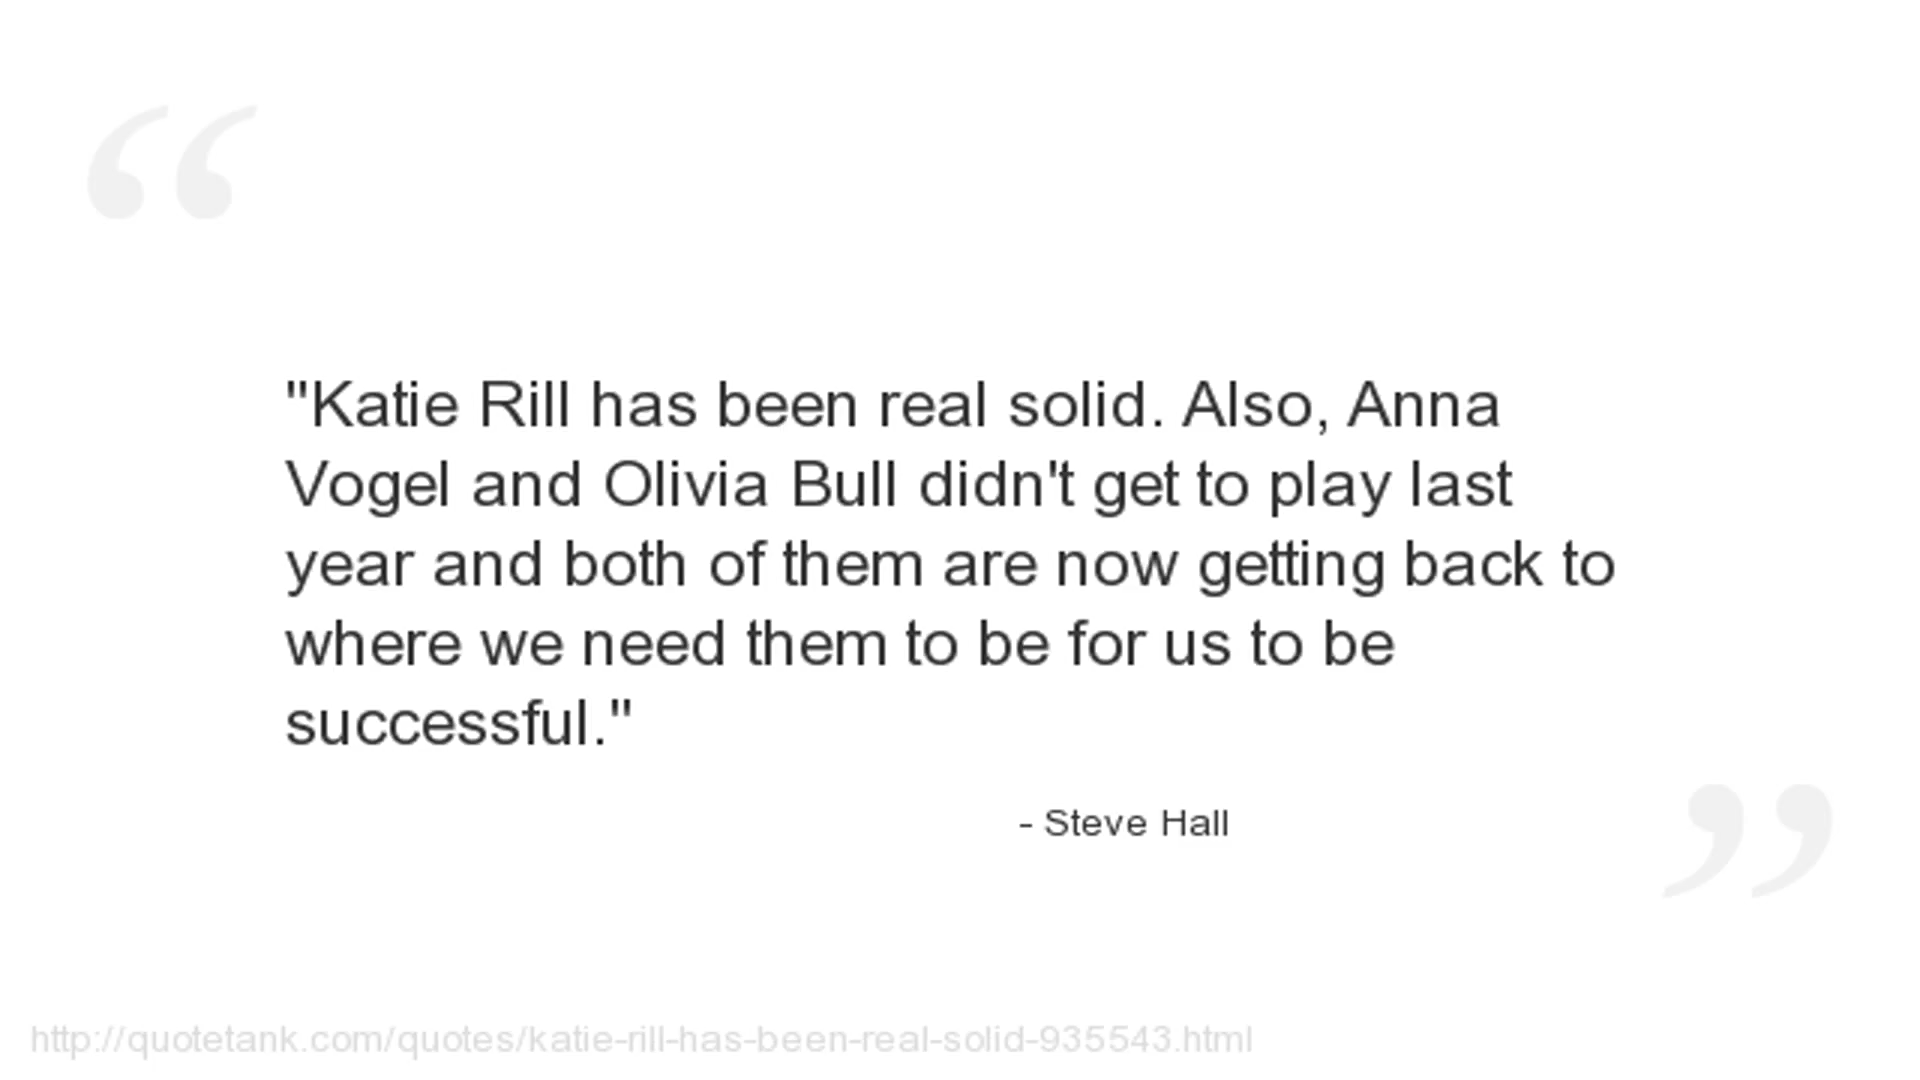 "Katie Rill has been real solid. Also, Anna
Vogel and Olivia Bull didn't get to play last
year and both of them are now getting back to
where we need them to be for us to be
successful."
- Steve Hall
http://quotetank.com/quotes/katie-rill-has-been-real-solid-935543.html